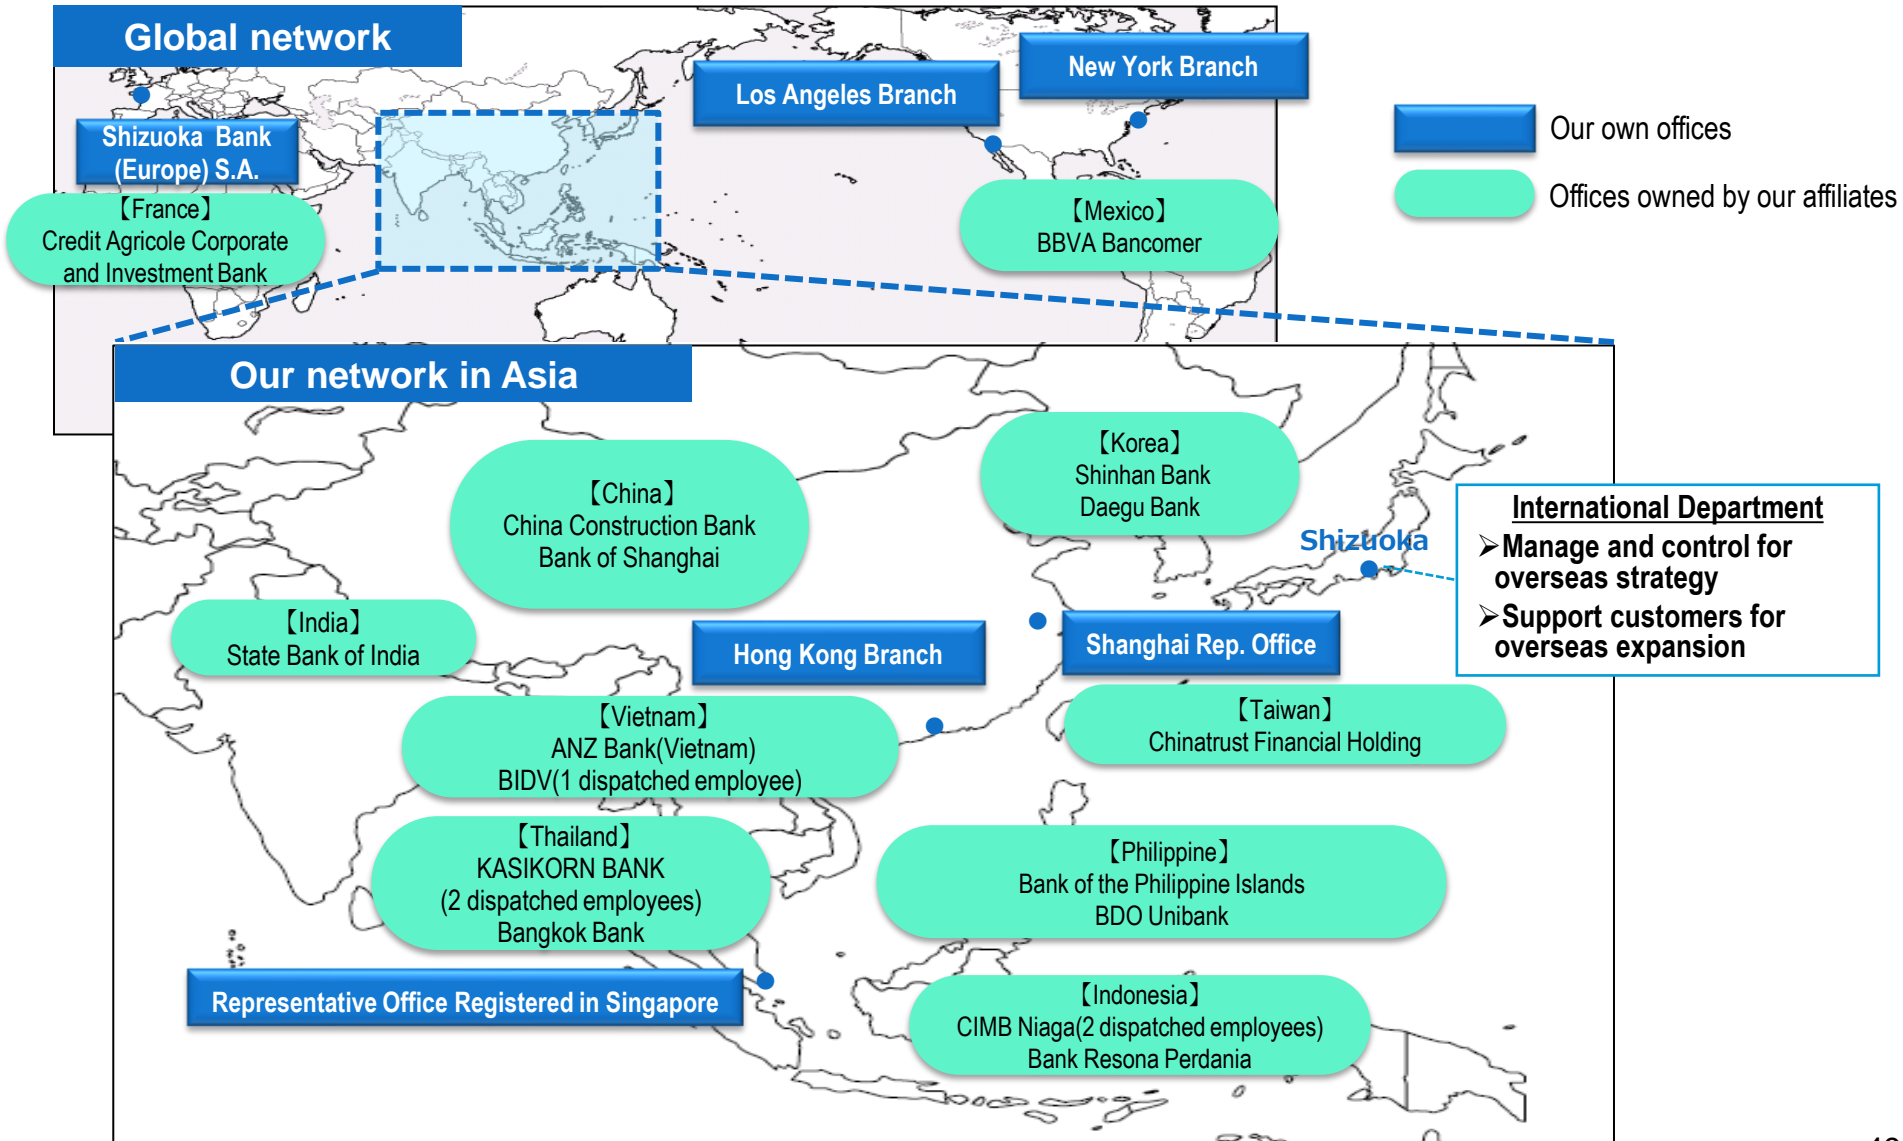 Global network
New York Branch
Los Angeles Branch
Shizuoka Bank
(Europe) S.A.
【France】
Credit Agricole Corporate
and Investment Bank
【Mexico】
BBVA Bancomer
Our own offices
Offices owned by our affiliates
Our network in Asia
【Korea】
Shinhan Bank
Daegu Bank
【China】
China Construction Bank
Bank of Shanghai
Shizuoka
International Department
➢Manage and control for
overseas strategy
➢Support customers for
overseas expansion
【India】
State Bank of India
Hong Kong Branch
Shanghai Rep. Office
【Vietnam】
ANZ Bank(Vietnam)
BIDV(1 dispatched employee)
【Taiwan】
Chinatrust Financial Holding
【Thailand】
KASIKORN BANK
(2 dispatched employees)
Bangkok Bank
【Philippine】
Bank of the Philippine Islands
BDO Unibank
Representative Office Registered in Singapore
【Indonesia】
CIMB Niaga(2 dispatched employees)
Bank Resona Perdania